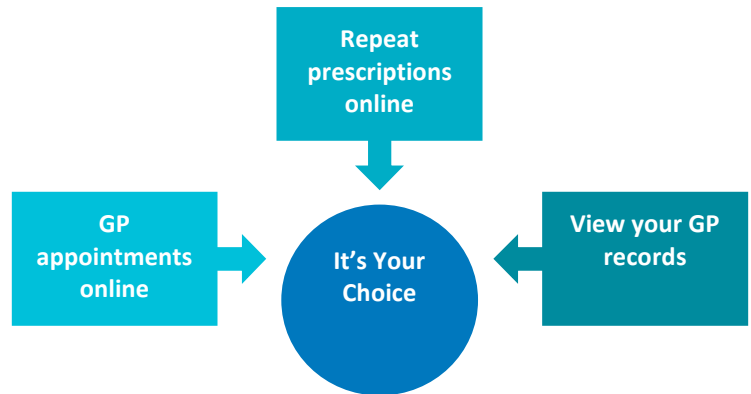 Repeat
prescriptions
online
GP
appointments
online
It’s Your
Choice
View your GP
records